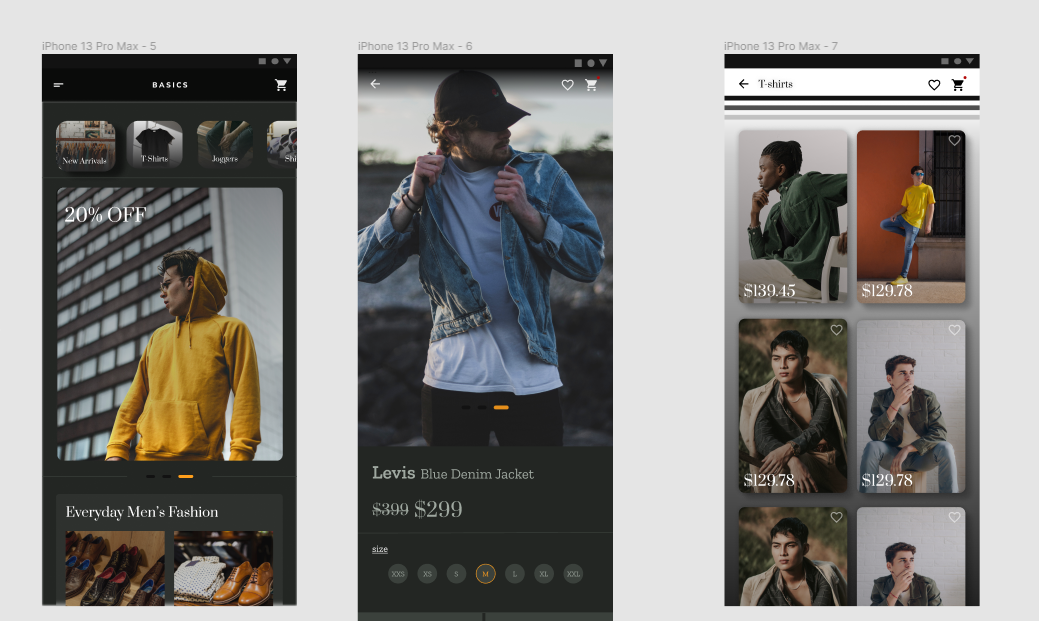 iPhone 13 Pro Max - 5
BASICS
New Arrivals
T-Shirts
Joggers
Shi
20% OFF
Everyday Men's Fashion
iPhone 13 Pro Max - 6
Levis Blue Denim Jacket
$399 $299
size
XXS XS S M L XL XXL
iPhone 13 Pro Max - 7
T-shirts
$139.45
$129.78
$129.78
$129.78